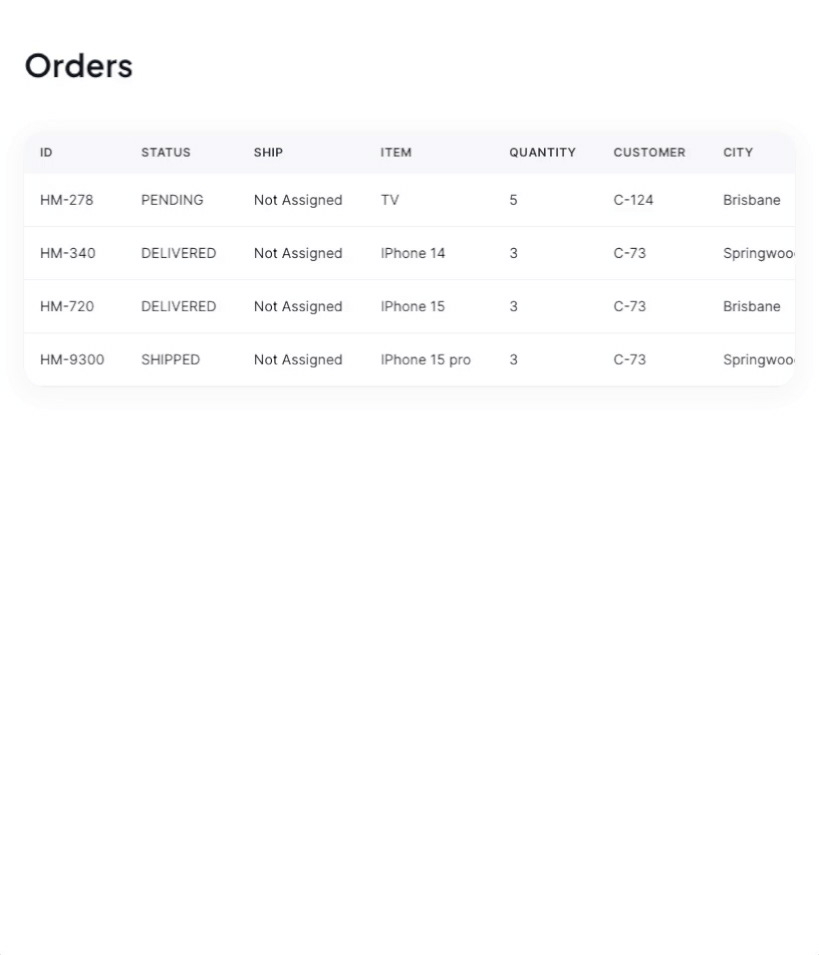 Orders
ID STATUS SHIP ITEM QUANTITY CUSTOMER CITY
HM-278 PENDING Not Assigned TV 5 C-124 Brisbane
HM-340 DELIVERED Not Assigned IPhone 14 3 C-73 Springwoo
HM-720 DELIVERED Not Assigned IPhone 15 3 C-73 Brisbane
HM-9300 SHIPPED Not Assigned IPhone 15 pro 3 C-73 Springwoo